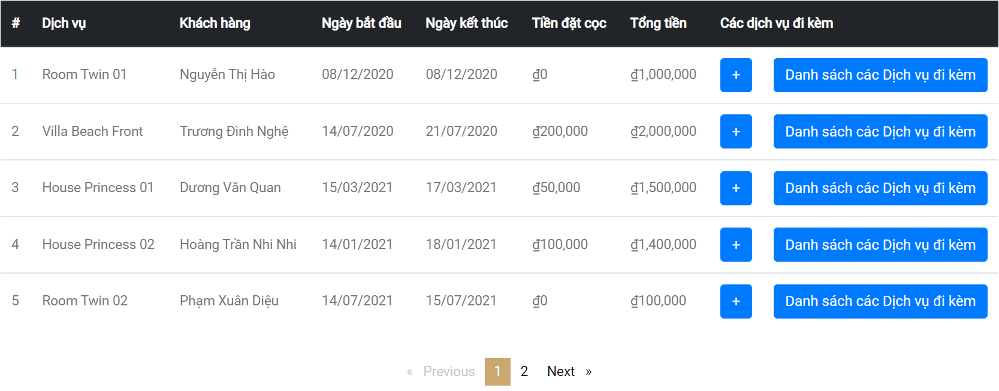 # Dịch vụ Khách hàng Ngày bắt đầu Ngày kết thúc Tiền đặt cọc Tổng tiền Các dịch vụ đi kèm
1 Room Twin 01 Nguyễn Thị Hào 08/12/2020 08/12/2020 ₫0 ₫1,000,000 + Danh sách các Dịch vụ đi kèm
2 Villa Beach Front Trương Đình Nghệ 14/07/2020 21/07/2020 ₫200,000 ₫2,000,000 + Danh sách các Dịch vụ đi kèm
3 House Princess 01 Dương Văn Quan 15/03/2021 17/03/2021 ₫50,000 ₫1,500,000 + Danh sách các Dịch vụ đi kèm
4 House Princess 02 Hoàng Trần Nhi Nhi 14/01/2021 18/01/2021 ₫100,000 ₫1,400,000 + Danh sách các Dịch vụ đi kèm
5 Room Twin 02 Phạm Xuân Diệu 14/07/2021 15/07/2021 ₫0 ₫100,000 + Danh sách các Dịch vụ đi kèm
« Previous 1 2 Next »